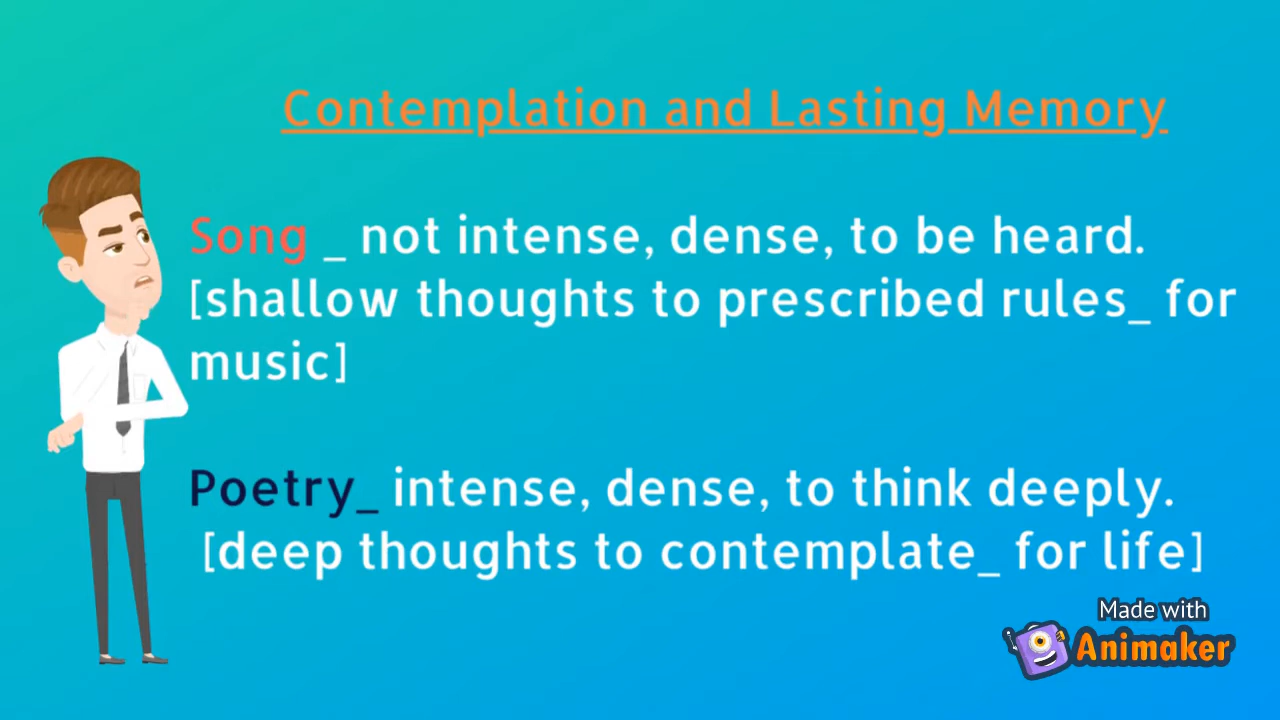 Contemplation and Lasting Memory
Song _ not intense, dense, to be heard.
[shallow thoughts to prescribed rules_ for
music]
Poetry_ intense, dense, to think deeply.
[deep thoughts to contemplate_ for life]
Made with
Animaker